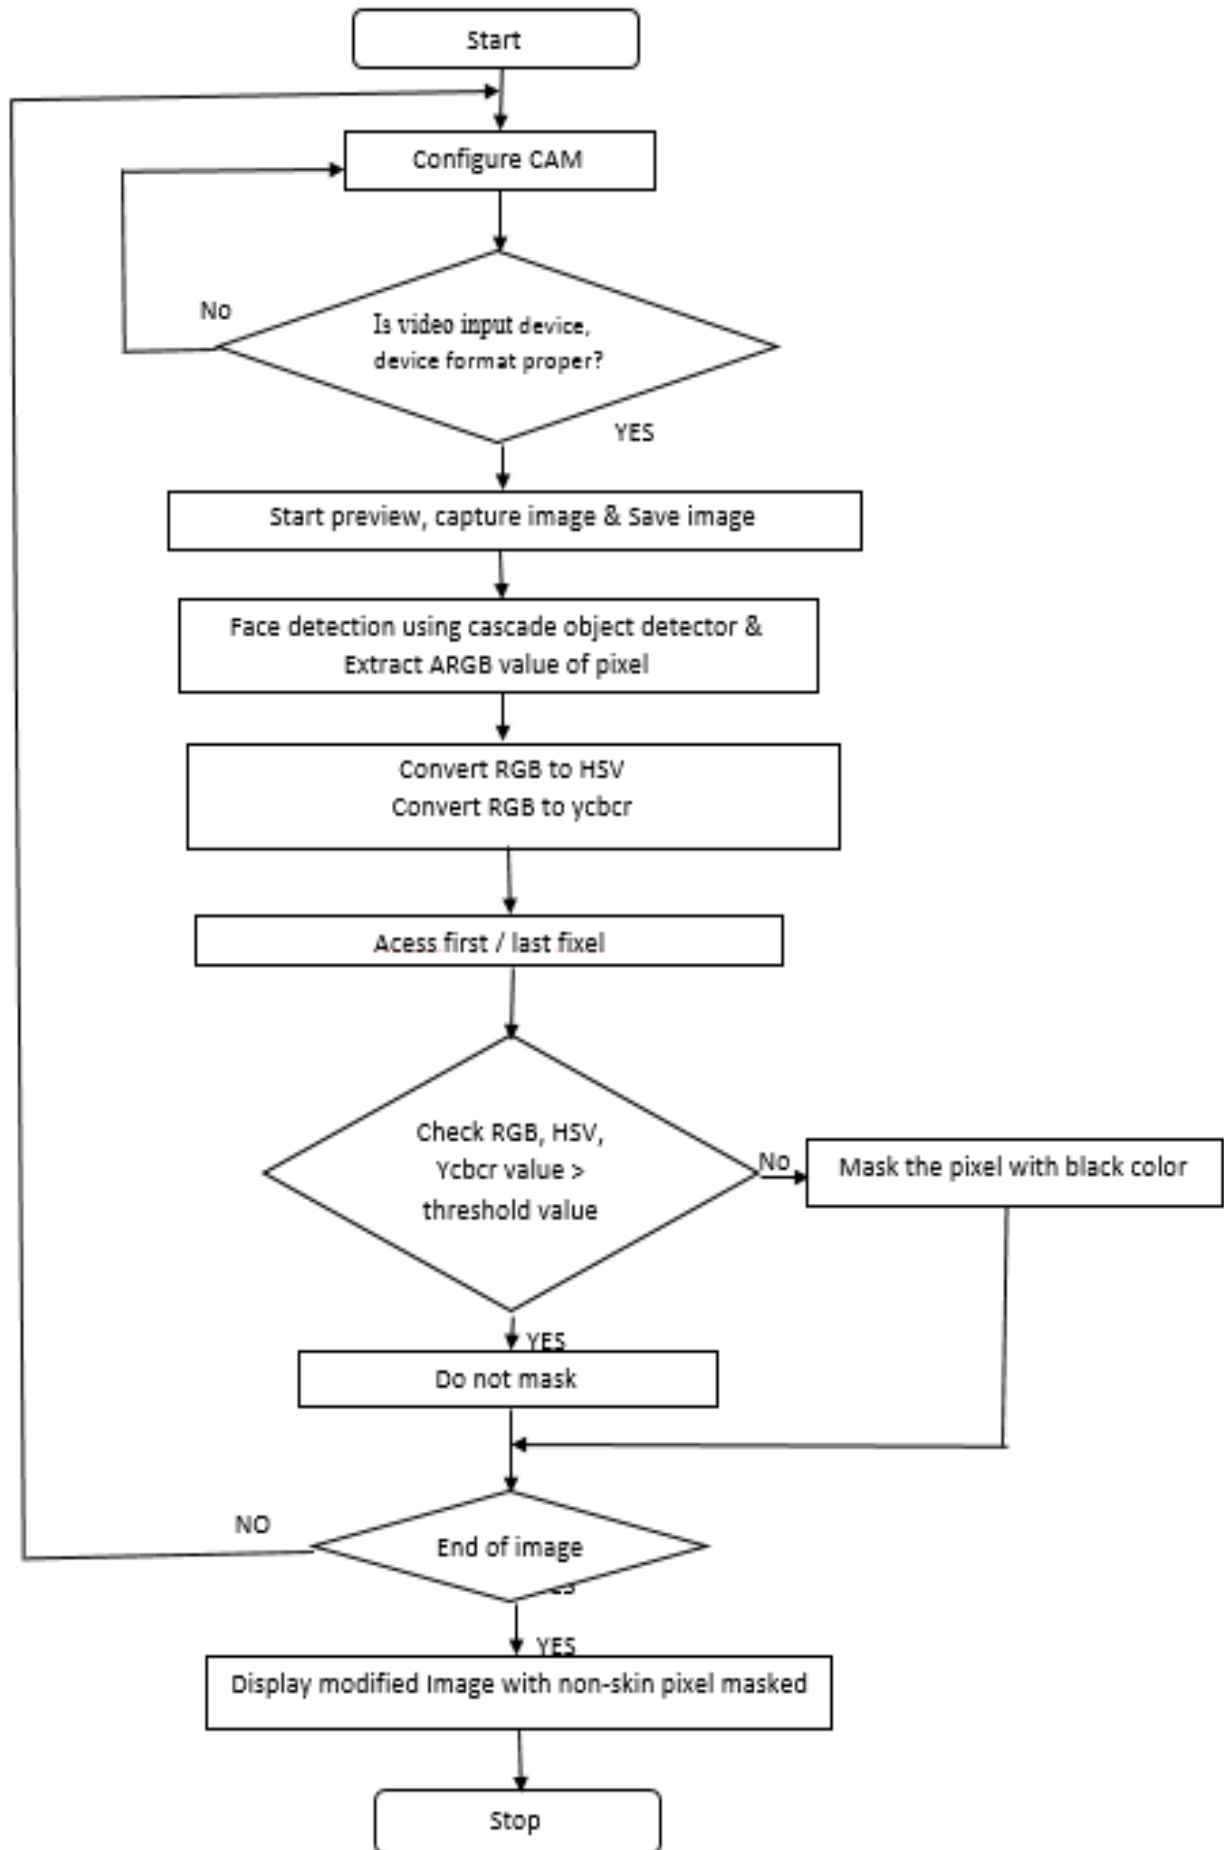 Start
Configure CAM
No
Is video input device,
device format proper?
YES
Start preview, capture image & Save image
Face detection using cascade object detector &
Extract ARGB value of pixel
Convert RGB to HSV
Convert RGB to ycbcr
Acess first / last fixel
Check RGB, HSV,
Ycbcr value >
threshold value
No
Mask the pixel with black color
YES
Do not mask
NO
End of image
YES
Display modified Image with non-skin pixel masked
Stop